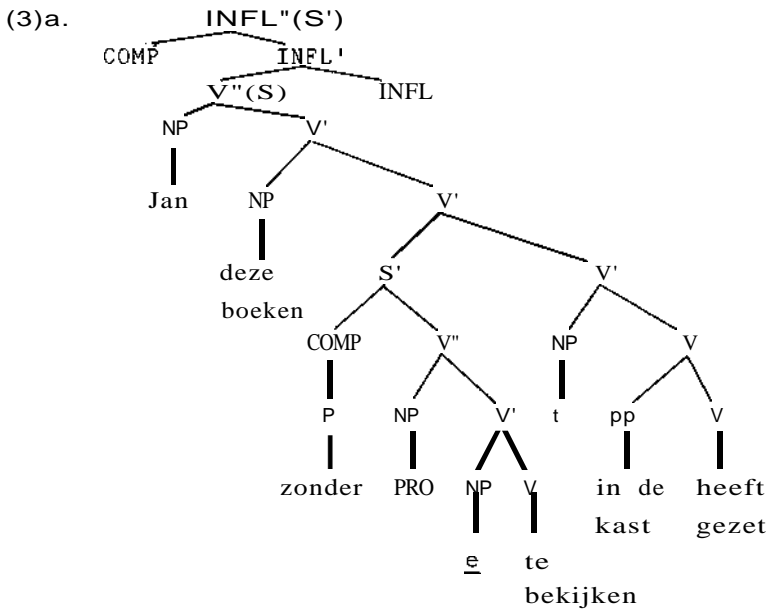 (3)a. INFL"(S')
COMP INFL'
V"(S) INFL
NP V'
Jan NP V'
deze S' V'
boeken
COMP V" NP V
P NP V' t pp V
zonder PRO NP V in de heeft
kast gezet
e te
bekijken